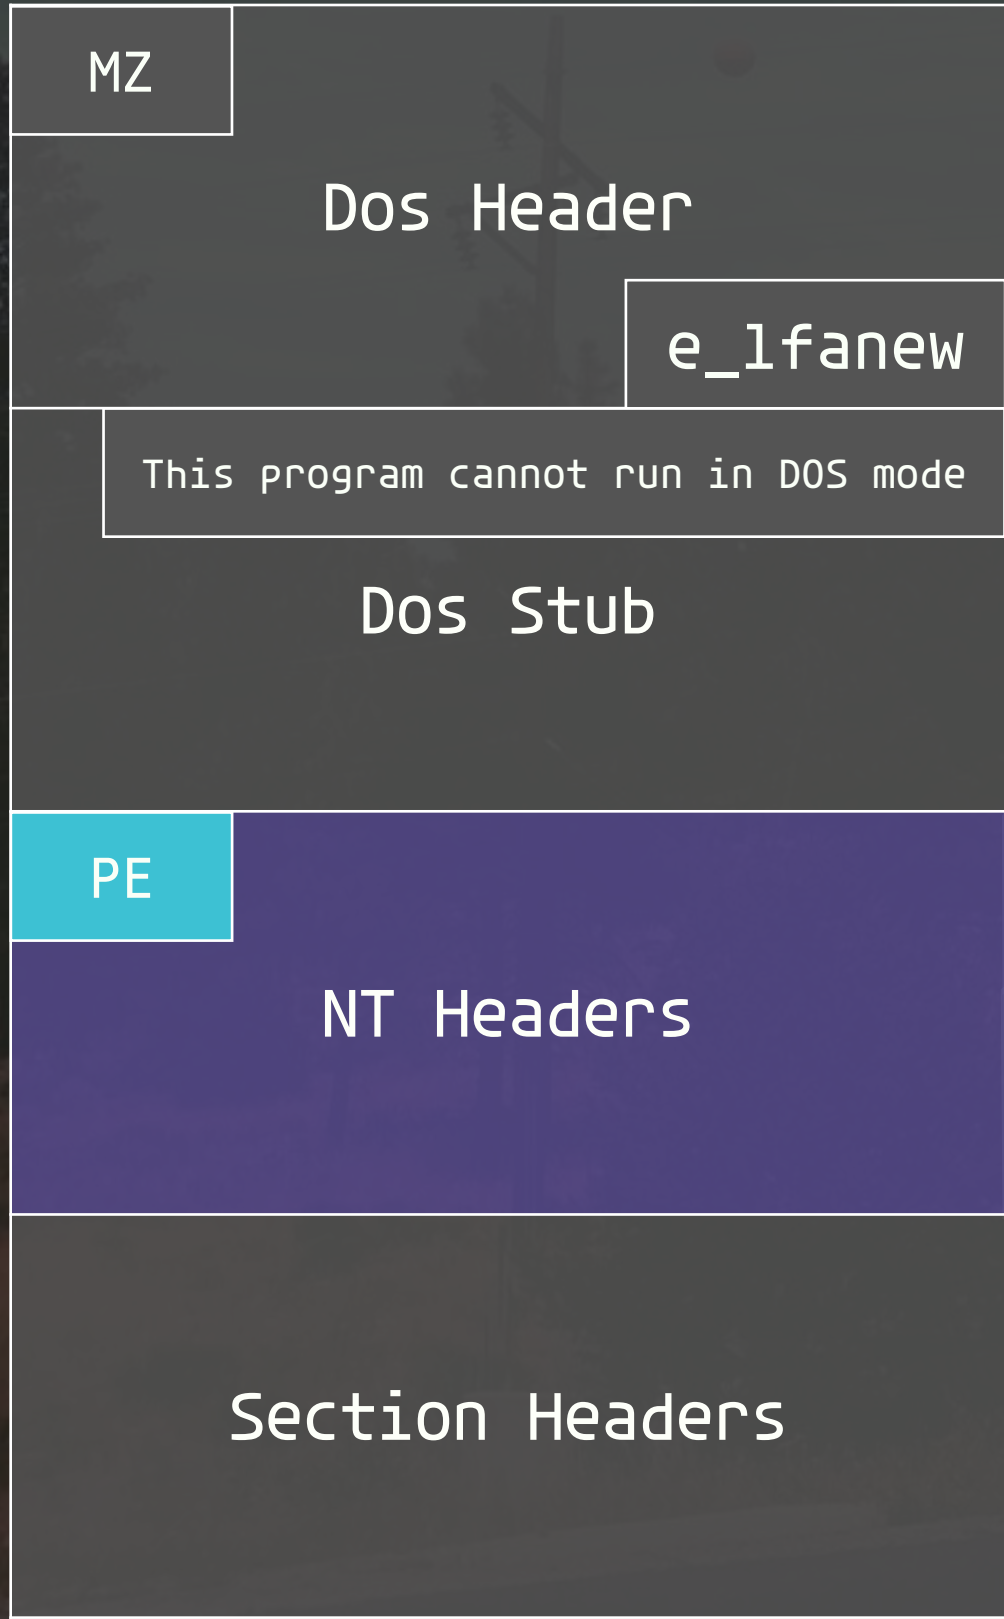 MZ
Dos Header
e_lfanew
This program cannot run in DOS mode
Dos Stub
PE
NT Headers
Section Headers